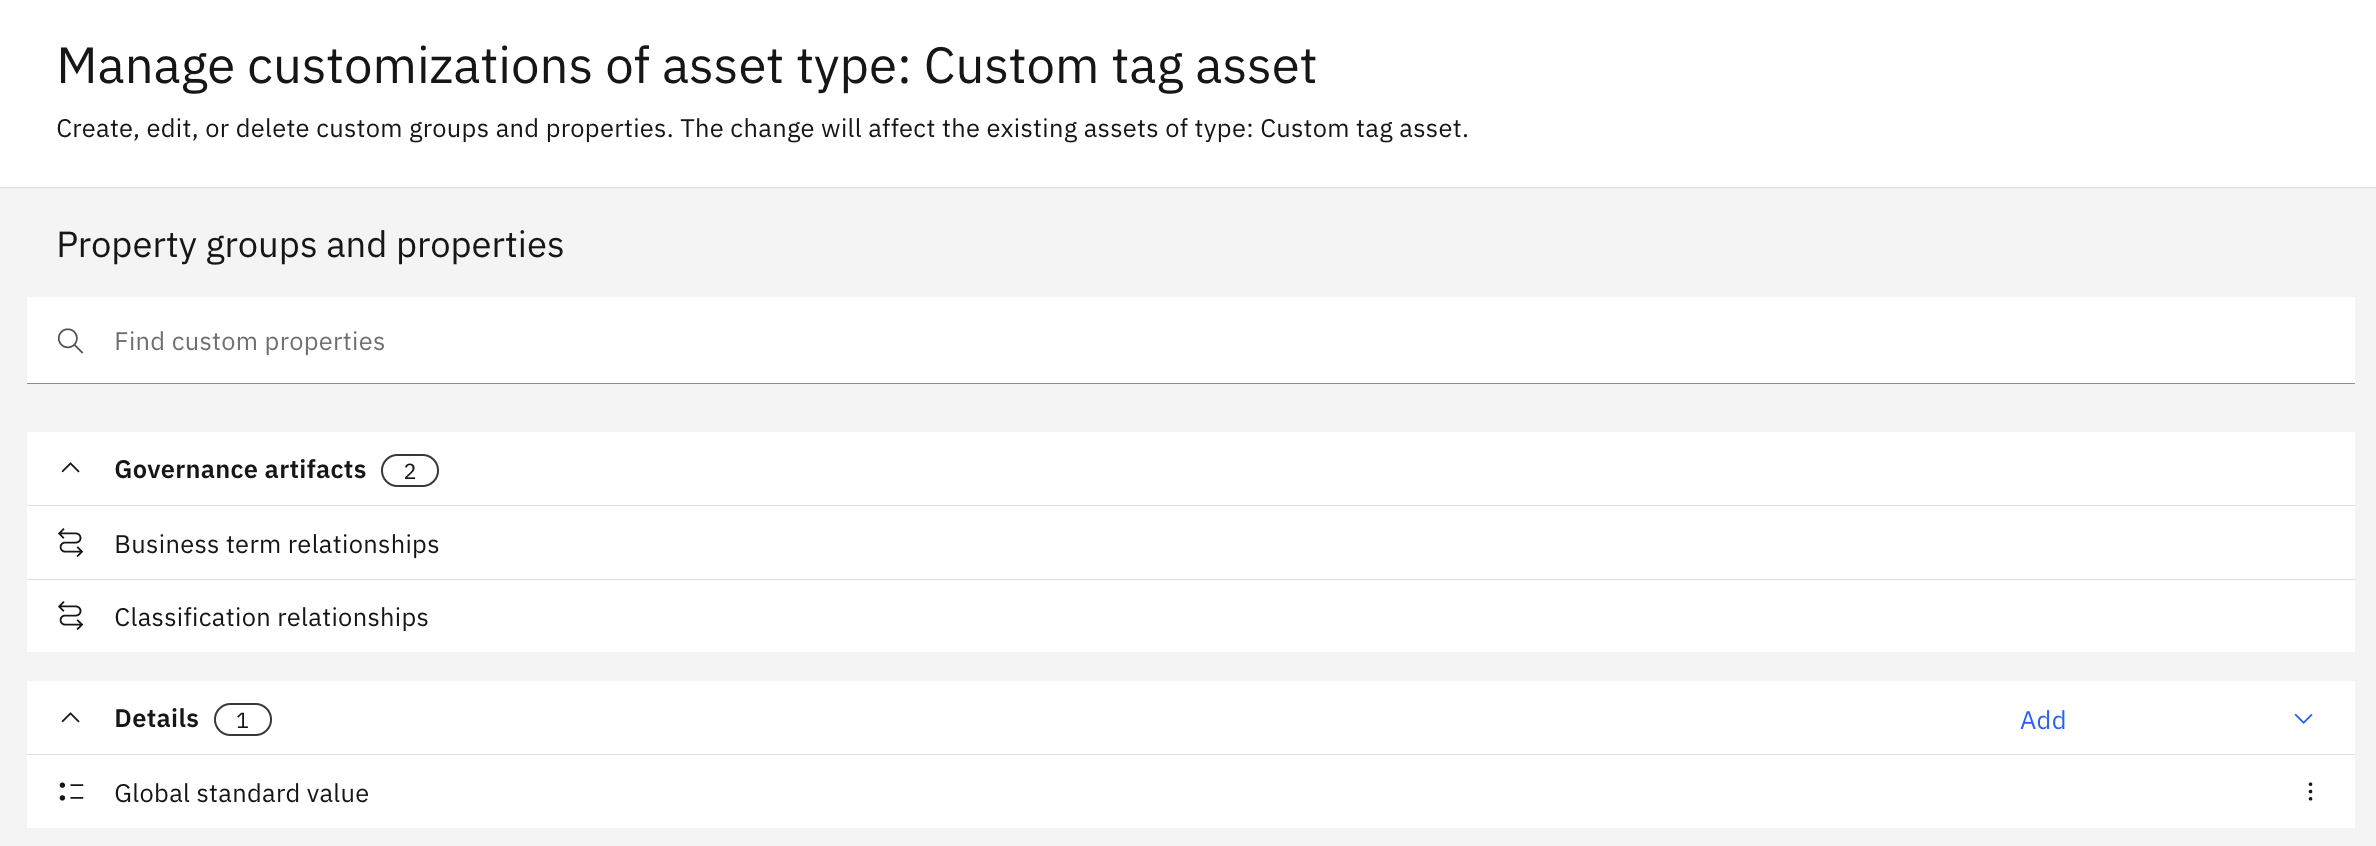 Manage customizations of asset type: Custom tag asset
Create, edit, or delete custom groups and properties. The change will affect the existing assets of type: Custom tag asset.
Property groups and properties
Find custom properties
Governance artifacts 2
Business term relationships
Classification relationships
Details 1 Add
Global standard value